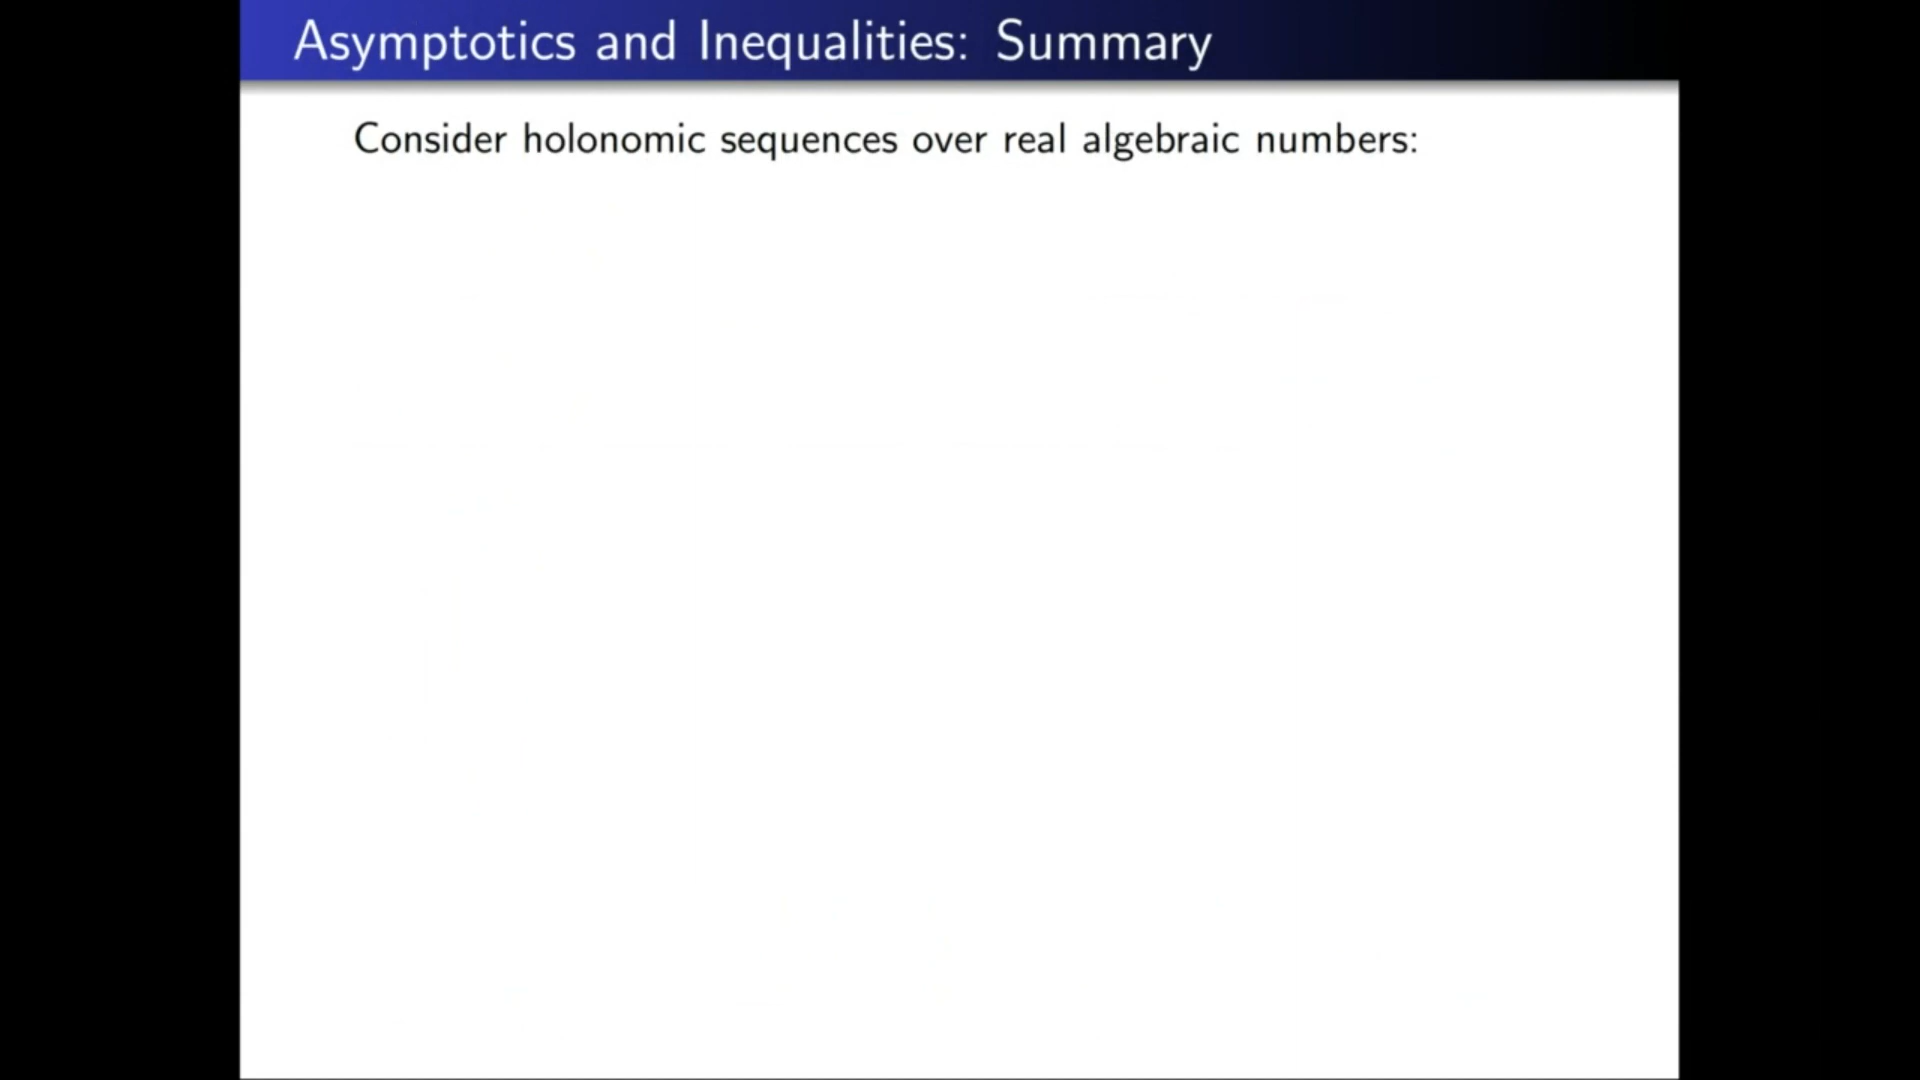 Asymptotics and Inequalities: Summary
Consider holonomic sequences over real algebraic numbers: